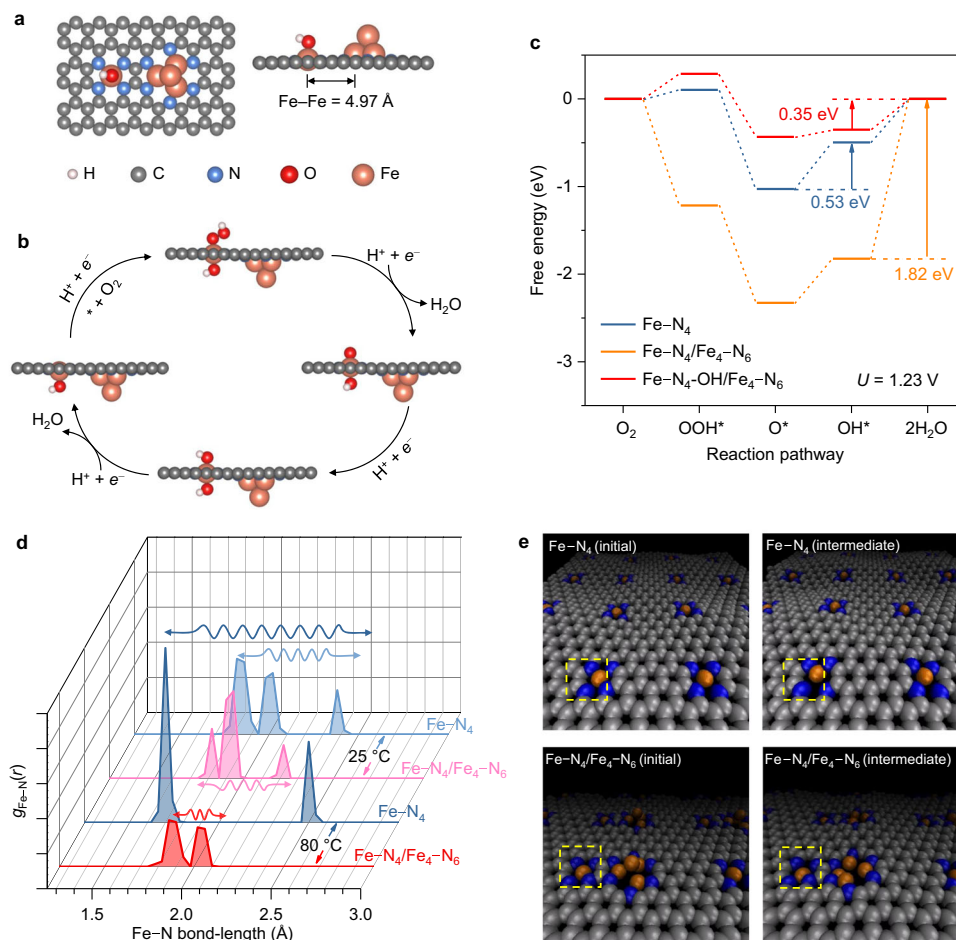 a
Fe–Fe = 4.97 Å
H C N O Fe
b
H⁺ + e⁻
* + O₂
H⁺ + e⁻
H₂O
H₂O
H⁺ + e⁻
H⁺ + e⁻
c
Free energy (eV)
0
-1
-2
-3
0.35 eV
0.53 eV
1.82 eV
Fe–N₄
Fe–N₄/Fe₄–N₆
Fe–N₄-OH/Fe₄–N₆
U = 1.23 V
O₂ OOH* O* OH* 2H₂O
Reaction pathway
d
g Fe–N(r)
Fe–N₄
25 °C
Fe–N₄/Fe₄–N₆
Fe–N₄
80 °C
Fe–N₄/Fe₄–N₆
1.5 2.0 2.5 3.0
Fe–N bond-length (Å)
e
Fe–N₄ (initial)
Fe–N₄ (intermediate)
Fe–N₄/Fe₄–N₆ (initial)
Fe–N₄/Fe₄–N₆ (intermediate)